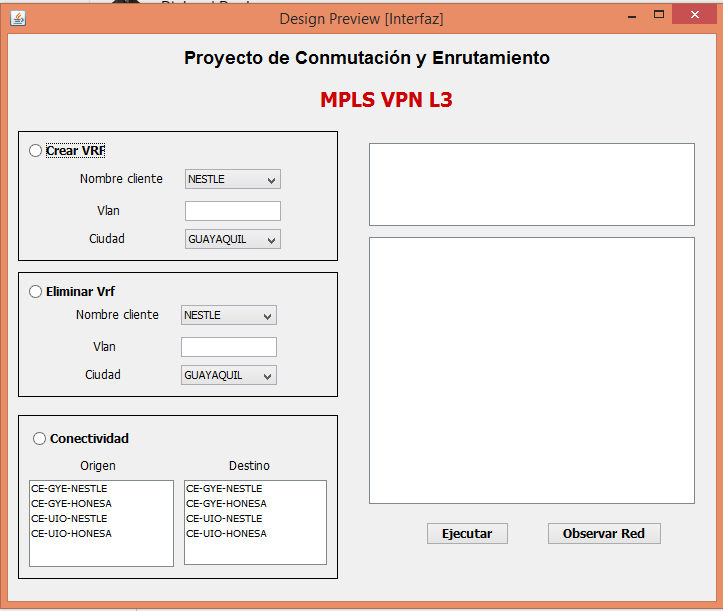 Design Preview [Interfaz]
Proyecto de Conmutación y Enrutamiento
MPLS VPN L3
Crear VRF
Nombre cliente NESTLE
Vlan
Ciudad GUAYAQUIL
Eliminar Vrf
Nombre cliente NESTLE
Vlan
Ciudad GUAYAQUIL
Conectividad
Origen Destino
CE-GYE-NESTLE CE-GYE-NESTLE
CE-GYE-HONESA CE-GYE-HONESA
CE-UIO-NESTLE CE-UIO-NESTLE
CE-UIO-HONESA CE-UIO-HONESA
Ejecutar Observar Red